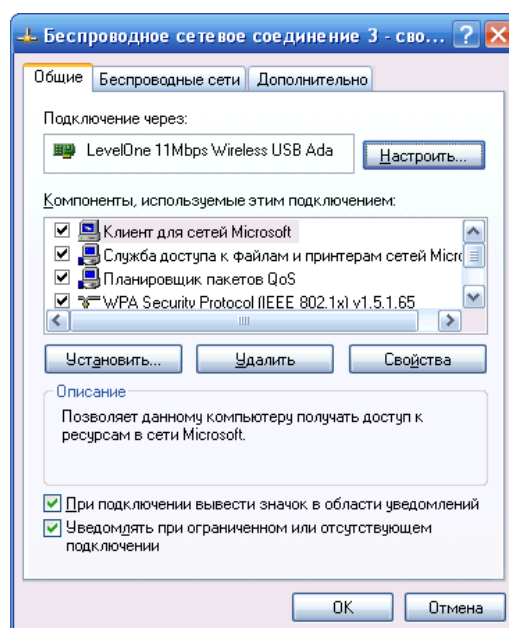 Беспроводное сетевое соединение 3 - сво...
Общие
Беспроводные сети
Дополнительно
Подключение через:
LevelOne 11Mbps Wireless USB Ada
Настроить...
Компоненты, используемые этим подключением:
Клиент для сетей Microsoft
Служба доступа к файлам и принтерам сетей Micro
Планировщик пакетов QoS
WPA Security Protocol (IEEE 802.1x) v1.5.1.65
Установить...
Удалить
Свойства
Описание
Позволяет данному компьютеру получать доступ к
ресурсам в сети Microsoft.
При подключении вывести значок в области уведомлений
Уведомлять при ограниченном или отсутствующем
подключении
OK
Отмена